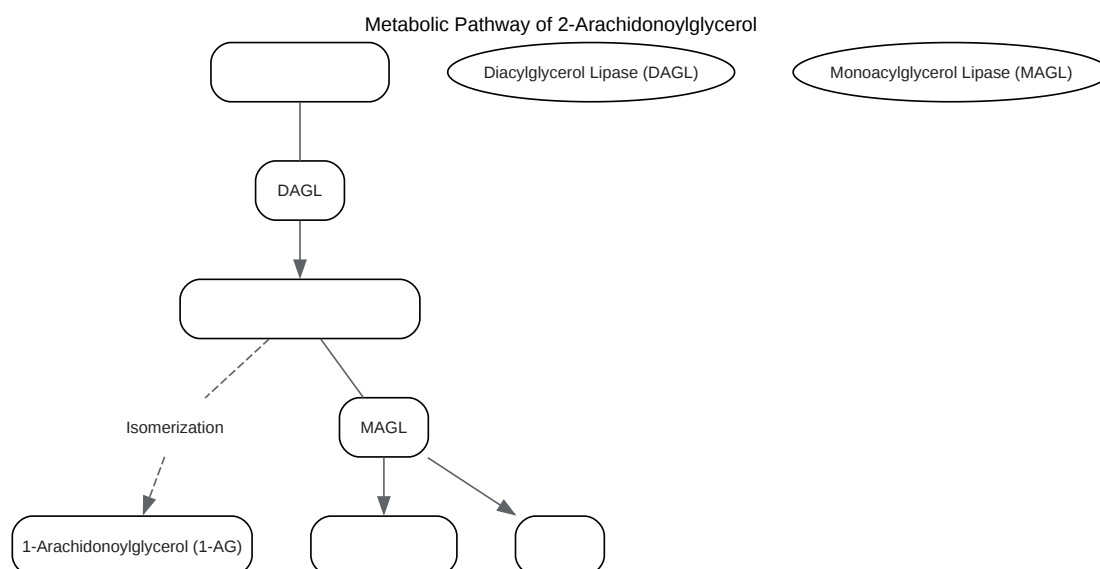 Metabolic Pathway of 2-Arachidonoylglycerol
Diacylglycerol Lipase (DAGL)
Monoacylglycerol Lipase (MAGL)
DAGL
Isomerization
MAGL
1-Arachidonoylglycerol (1-AG)